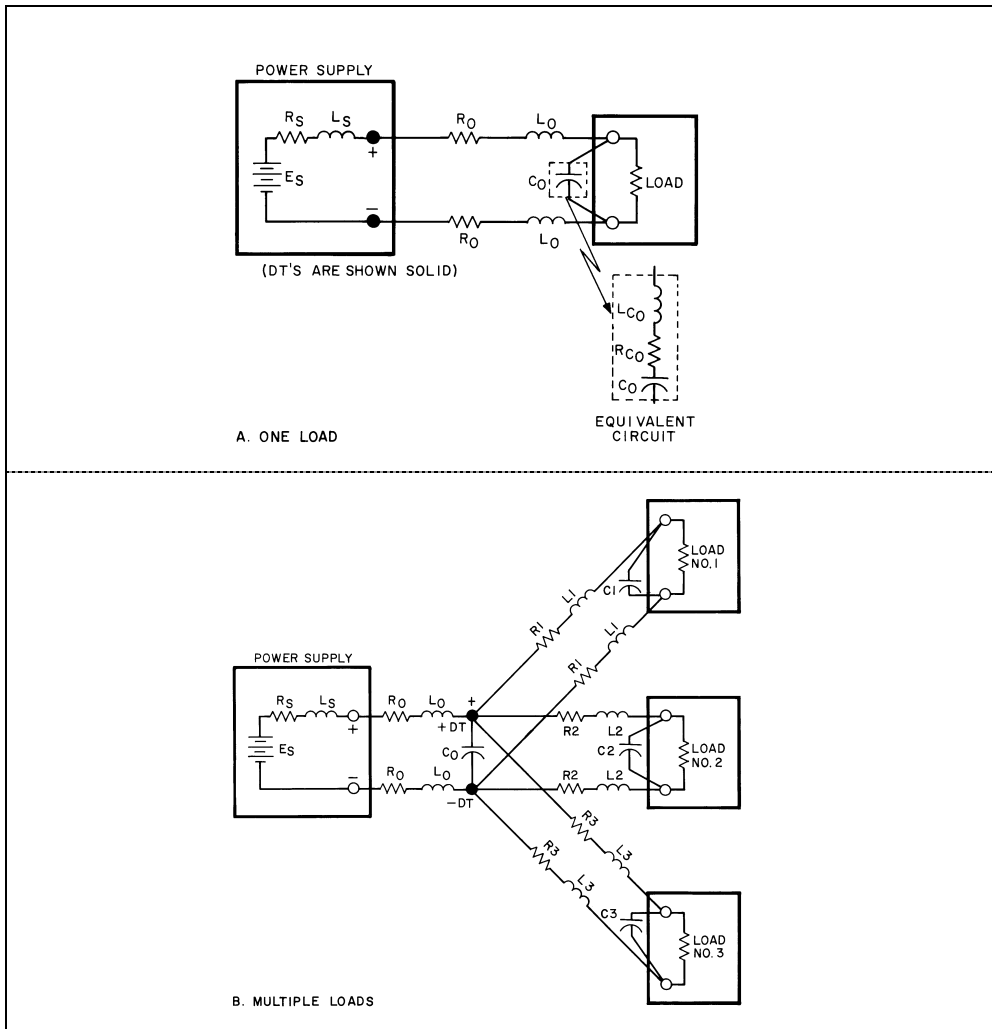 POWER SUPPLY
RS
LS
RO
LO
+
ES
CO
LOAD
−
RO
LO
(DT'S ARE SHOWN SOLID)
LCO
RCO
CO
EQUIVALENT
CIRCUIT
A. ONE LOAD
LOAD
NO.1
C1
L1
R1
L1
R1
POWER SUPPLY
RS
LS
RO
LO
+
+DT
+
R2
L2
ES
CO
C2
LOAD
NO.2
−
RO
LO
R2
L2
−DT
R3
L3
R3
L3
C3
LOAD
NO.3
B. MULTIPLE LOADS